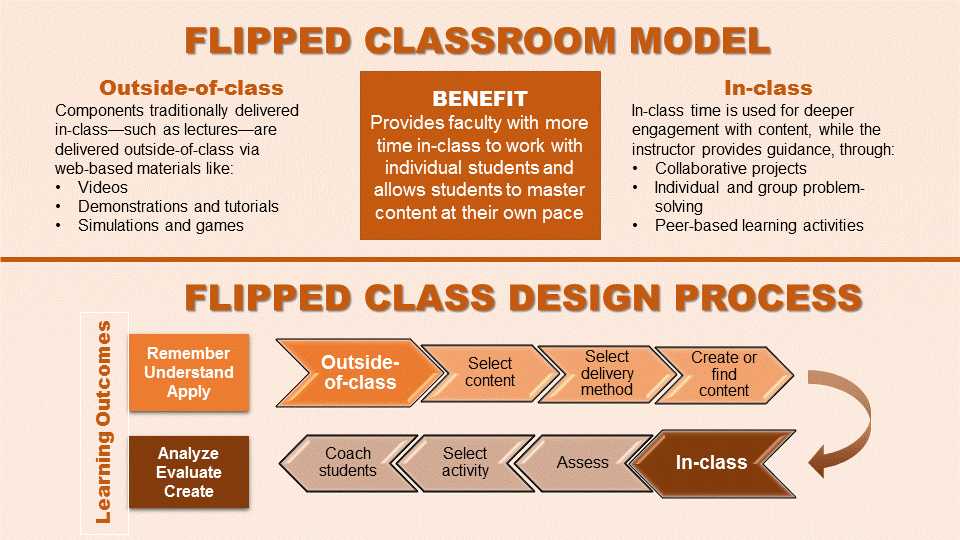 FLIPPED CLASSROOM MODEL
Outside-of-class
Components traditionally delivered
in-class—such as lectures—are
delivered outside-of-class via
web-based materials like:
• Videos
• Demonstrations and tutorials
• Simulations and games
BENEFIT
Provides faculty with more
time in-class to work with
individual students and
allows students to master
content at their own pace
In-class
In-class time is used for deeper
engagement with content, while the
instructor provides guidance, through:
• Collaborative projects
• Individual and group problem-
solving
• Peer-based learning activities
FLIPPED CLASS DESIGN PROCESS
Learning Outcomes
Remember
Understand
Apply
Outside-
of-class
Select
content
Select
delivery
method
Create or
find
content
Analyze
Evaluate
Create
Coach
students
Select
activity
Assess
In-class